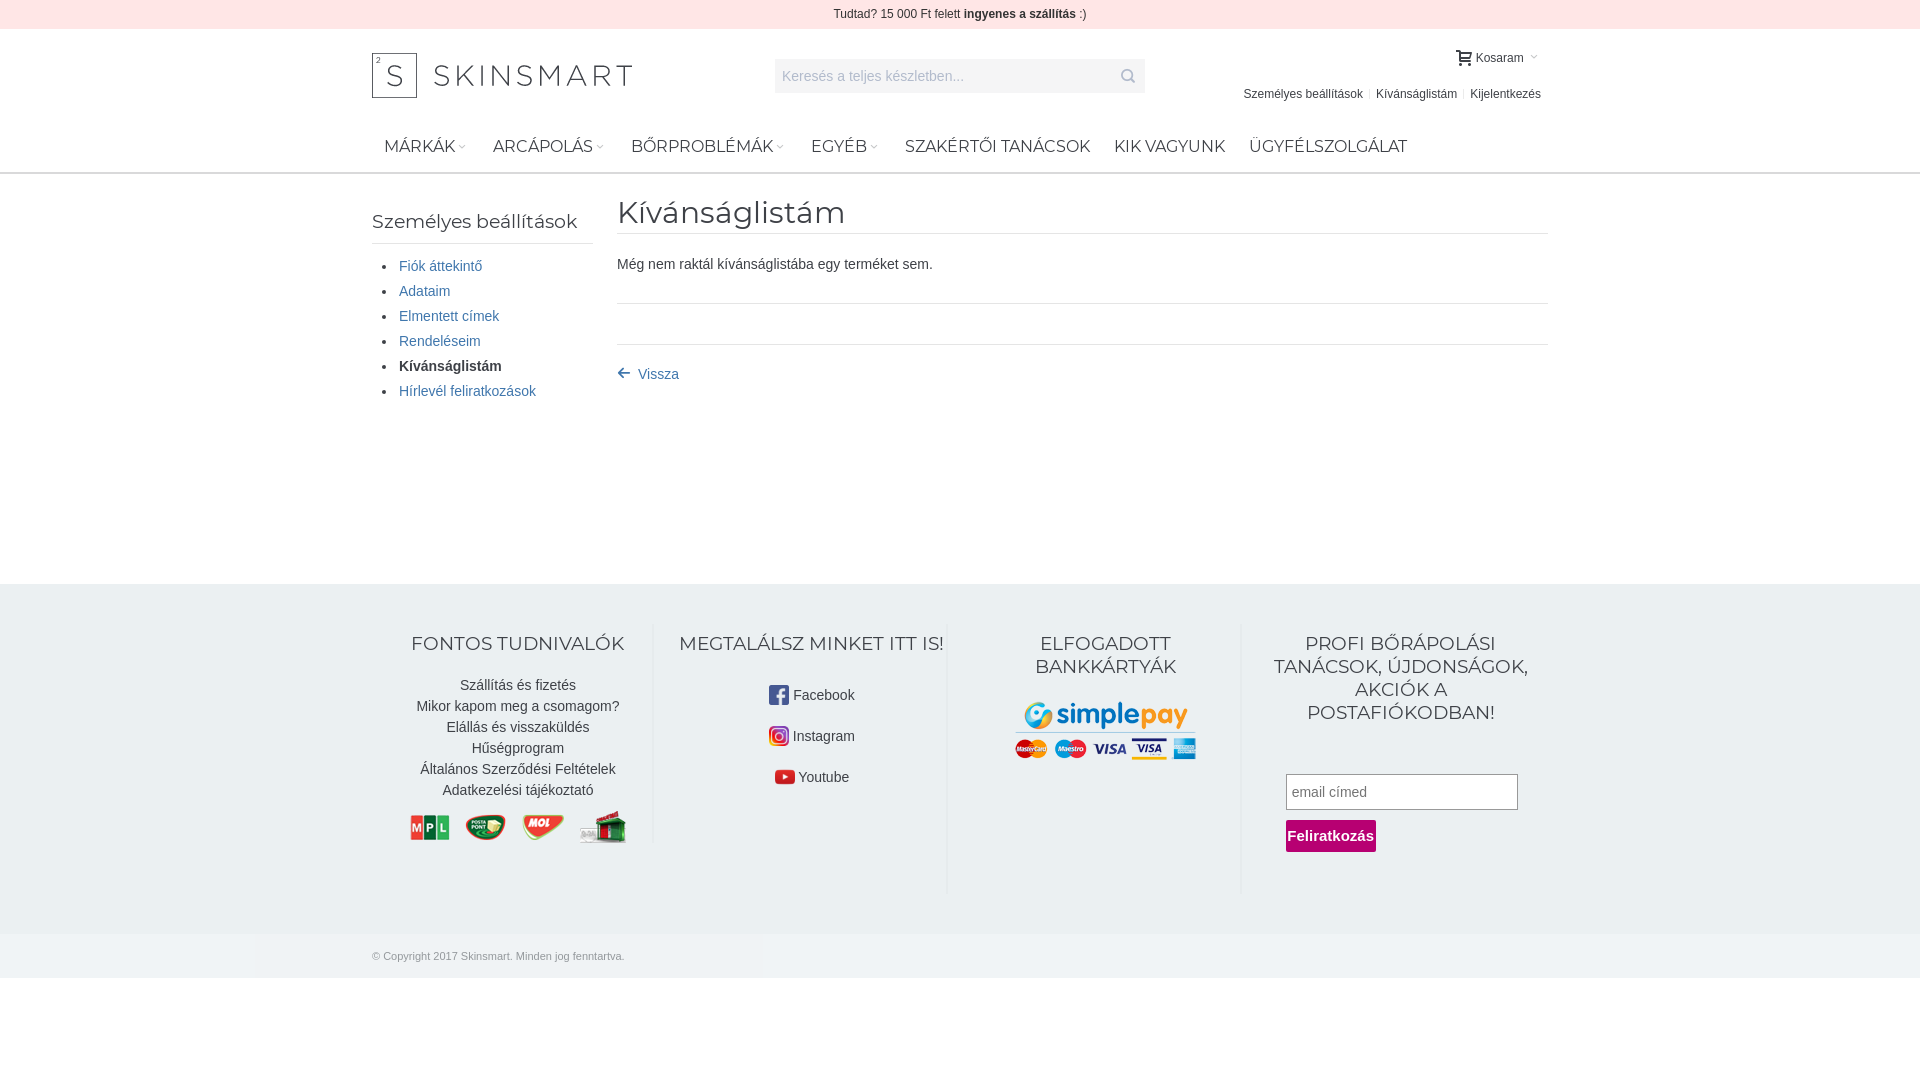 Tudtad? 15 000 Ft felett ingyenes a szállítás :)
2 S SKINSMART
Keresés a teljes készletben...
Kosaram
Személyes beállítások
Kívánságlistám
Kijelentkezés
MÁRKÁK
ARCÁPOLÁS
BŐRPROBLÉMÁK
EGYÉB
SZAKÉRTŐI TANÁCSOK
KIK VAGYUNK
ÜGYFÉLSZOLGÁLAT
Személyes beállítások
Fiók áttekintő
Adataim
Elmentett címek
Rendeléseim
Kívánságlistám
Hírlevél feliratkozások
Kívánságlistám
Még nem raktál kívánságlistába egy terméket sem.
Vissza
FONTOS TUDNIVALÓK
Szállítás és fizetés
Mikor kapom meg a csomagom?
Elállás és visszaküldés
Hűségprogram
Általános Szerződési Feltételek
Adatkezelési tájékoztató
MPL
POSTA PONT
MOL
MEGTALÁLSZ MINKET ITT IS!
Facebook
Instagram
Youtube
ELFOGADOTT
BANKKÁRTYÁK
simplepay
MasterCard Maestro VISA VISA
PROFI BŐRÁPOLÁSI
TANÁCSOK, ÚJDONSÁGOK,
AKCIÓK A
POSTAFIÓKODBAN!
email címed
Feliratkozás
© Copyright 2017 Skinsmart. Minden jog fenntartva.